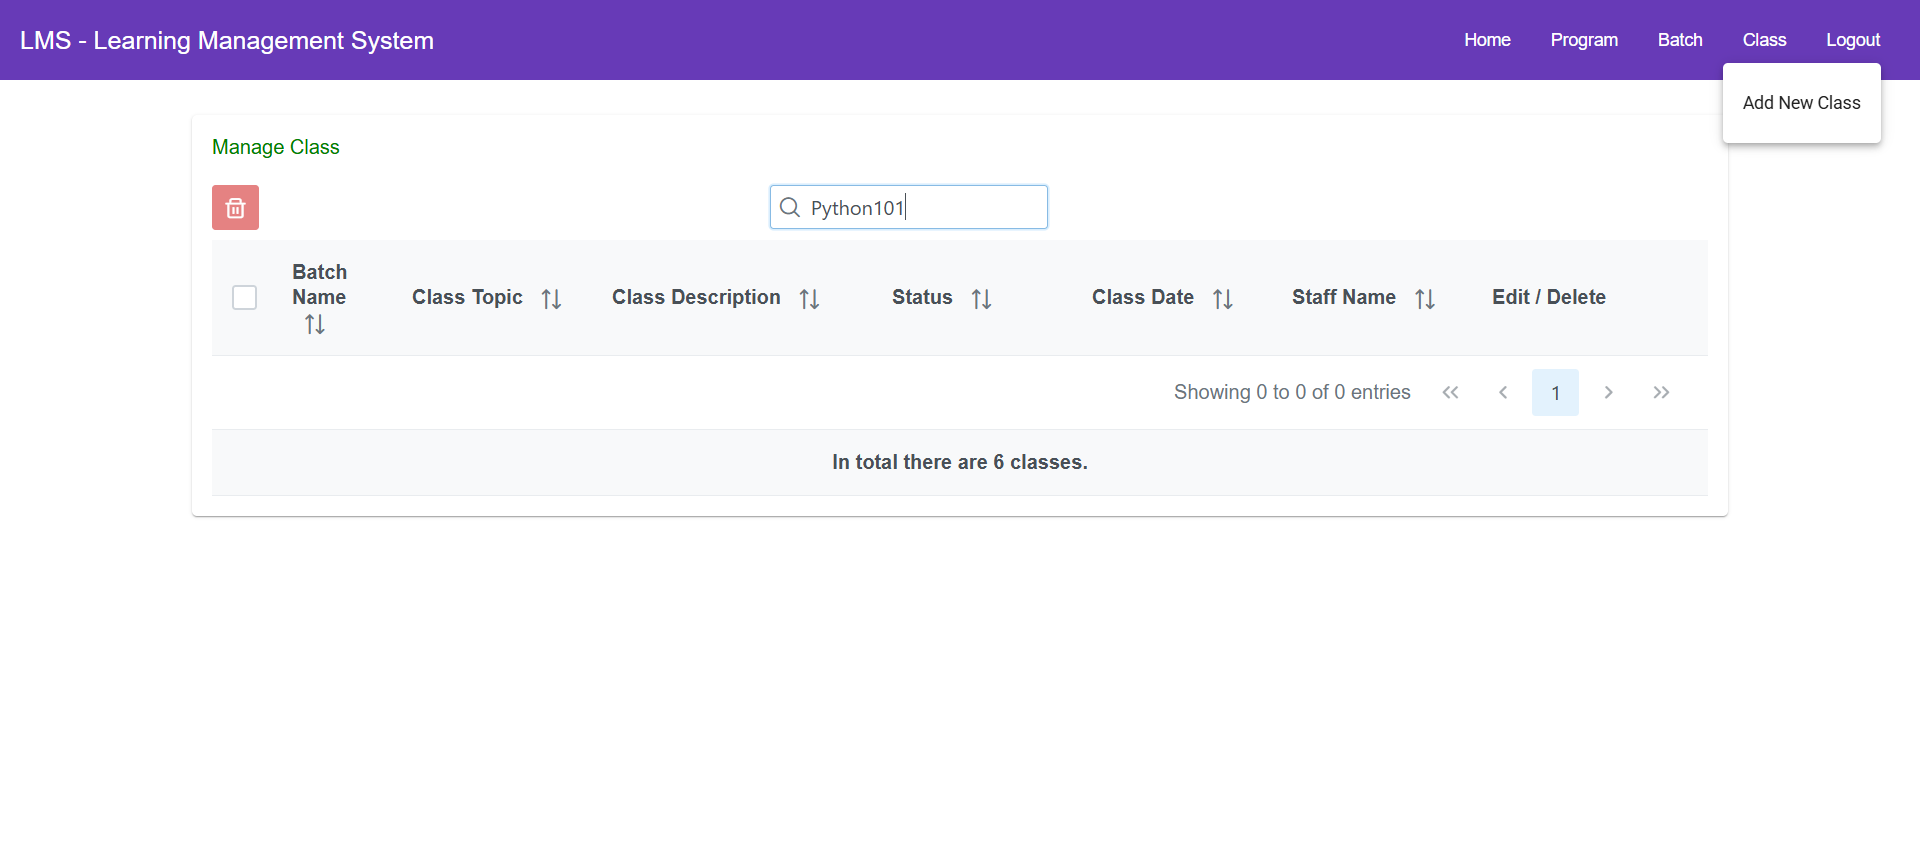 LMS - Learning Management System
Home Program Batch Class Logout
Add New Class
Manage Class
Python101
Batch
Name
Class Topic Class Description Status Class Date Staff Name Edit / Delete
Showing 0 to 0 of 0 entries << < 1 > >>
In total there are 6 classes.